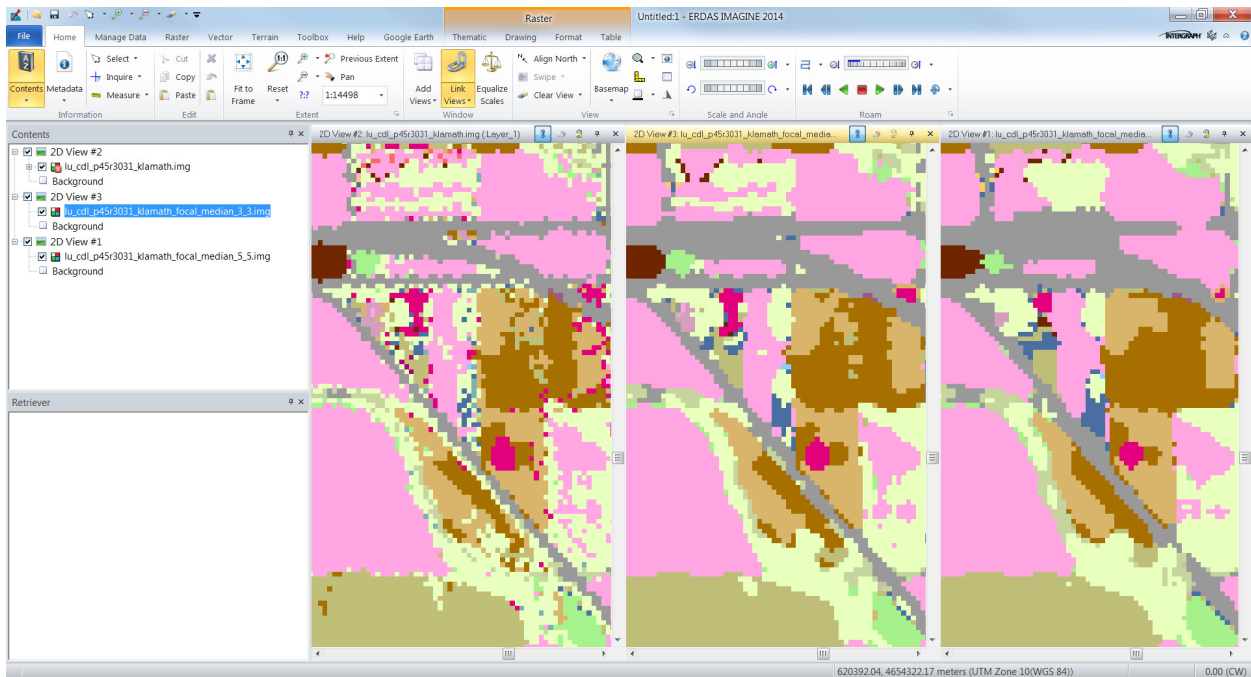 Raster
Untitled:1 - ERDAS IMAGINE 2014
File Home Manage Data Raster Vector Terrain Toolbox Help Google Earth Thematic Drawing Format Table
INTERGRAPH
Contents
Metadata
Select
Inquire
Measure
Information
Cut
Copy
Paste
Edit
Fit to Frame
1:1
Reset
?:?
Previous Extent
Pan
1:14498
Extent
Add Views
Link Views
Equalize Scales
Window
Align North
Swipe
Clear View
Basemap
View
Scale and Angle
Roam
Contents
2D View #2
lu_cdl_p45r3031_klamath.img
Background
2D View #3
lu_cdl_p45r3031_klamath_focal_median_3_3.img
Background
2D View #1
lu_cdl_p45r3031_klamath_focal_median_5_5.img
Background
Retriever
2D View #2: lu_cdl_p45r3031_klamath.img (:Layer_1)
2D View #3: lu_cdl_p45r3031_klamath_focal_media...
2D View #1: lu_cdl_p45r3031_klamath_focal_media...
620392.04, 4654322.17 meters (UTM Zone 10(WGS 84))
0.00 (CW)